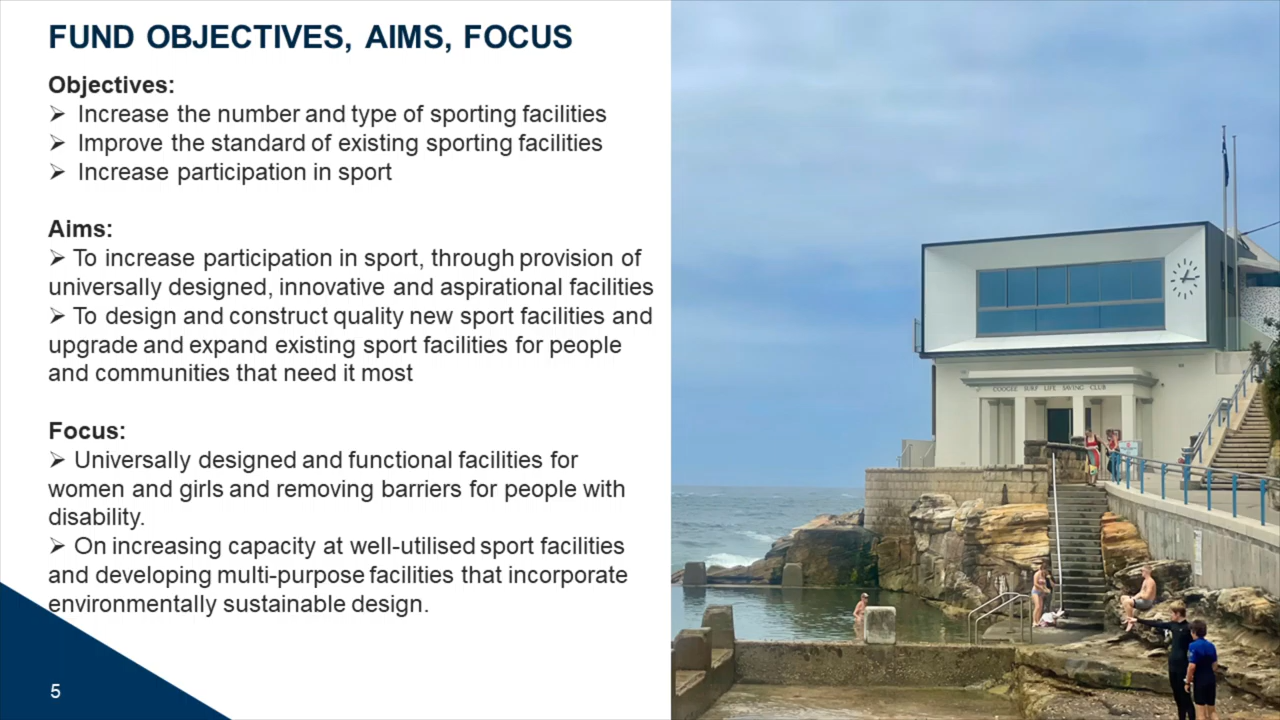 FUND OBJECTIVES, AIMS, FOCUS
Objectives:
➢ Increase the number and type of sporting facilities
➢ Improve the standard of existing sporting facilities
➢ Increase participation in sport
Aims:
➢ To increase participation in sport, through provision of
universally designed, innovative and aspirational facilities
➢ To design and construct quality new sport facilities and
upgrade and expand existing sport facilities for people
and communities that need it most
Focus:
➢ Universally designed and functional facilities for
women and girls and removing barriers for people with
disability.
➢ On increasing capacity at well-utilised sport facilities
and developing multi-purpose facilities that incorporate
environmentally sustainable design.
5
COOGEE SURF LIFE SAVING CLUB